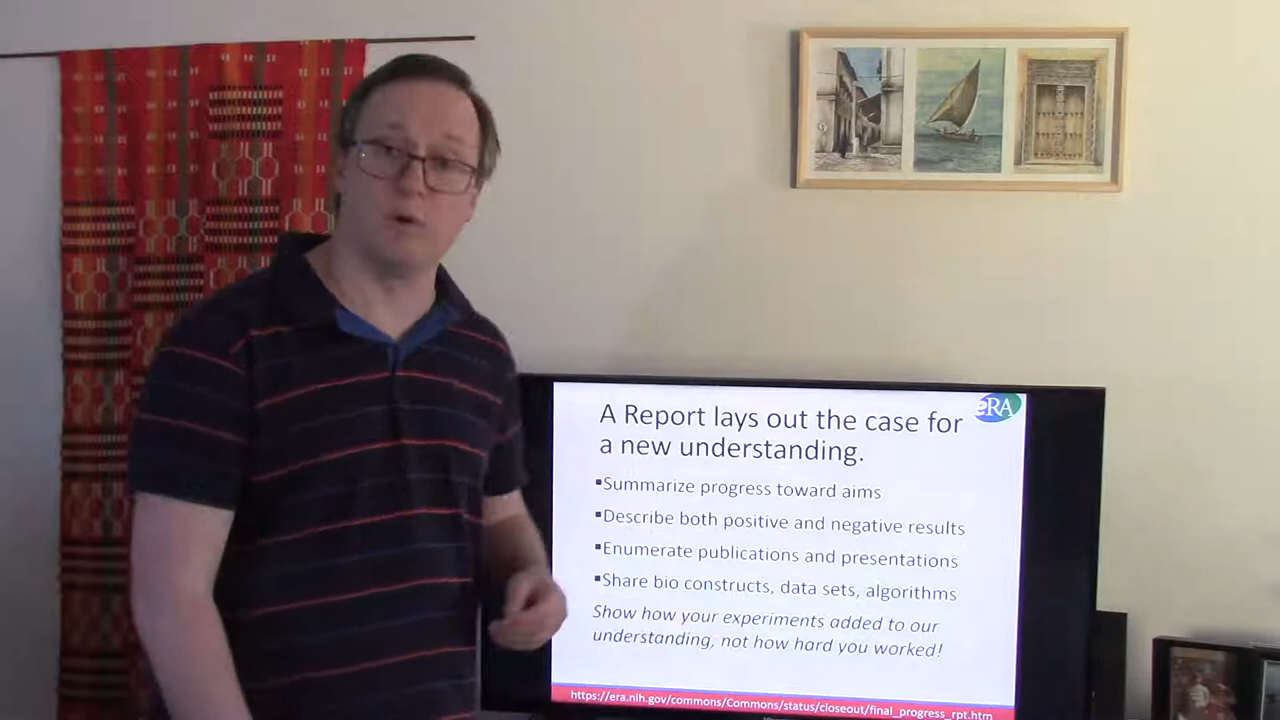 A Report lays out the case for
a new understanding.
eRA
▪Summarize progress toward aims
▪Describe both positive and negative results
▪Enumerate publications and presentations
▪Share bio constructs, data sets, algorithms
Show how your experiments added to our
understanding, not how hard you worked!
https://era.nih.gov/commons/Commons/status/closeout/final_progress_rpt.htm